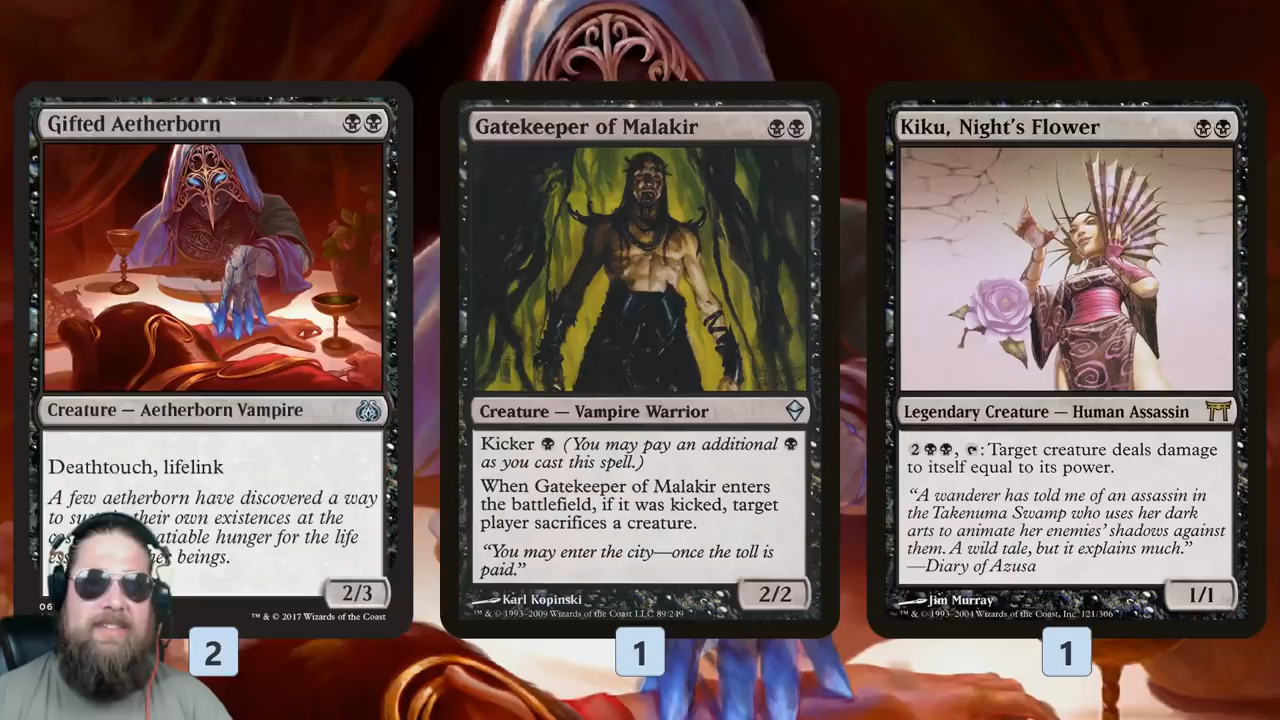 Gifted Aetherborn
Creature — Aetherborn Vampire
Deathtouch, lifelink
A few aetherborn have discovered a way
to their own existences at the
hunger for the life
beings.
2/3
06
™ & © 2017 Wizards of the Coast
2
Gatekeeper of Malakir
Creature — Vampire Warrior
Kicker (You may pay an additional
as you cast this spell.)
When Gatekeeper of Malakir enters
the battlefield, if it was kicked, target
player sacrifices a creature.
“You may enter the city—once the toll is
paid.”
2/2
Karl Kopinski
™ & © 1993–2009 Wizards of the Coast LLC 89/249
1
Kiku, Night's Flower
Legendary Creature — Human Assassin
2 , : Target creature deals damage
to itself equal to its power.
“A wanderer has told me of an assassin in
the Takenuma Swamp who uses her dark
arts to animate her enemies’ shadows against
them. A wild tale, but it explains much.”
—Diary of Azusa
1/1
Jim Murray
™ & © 1993–2004 Wizards of the Coast, Inc. 121/306
1